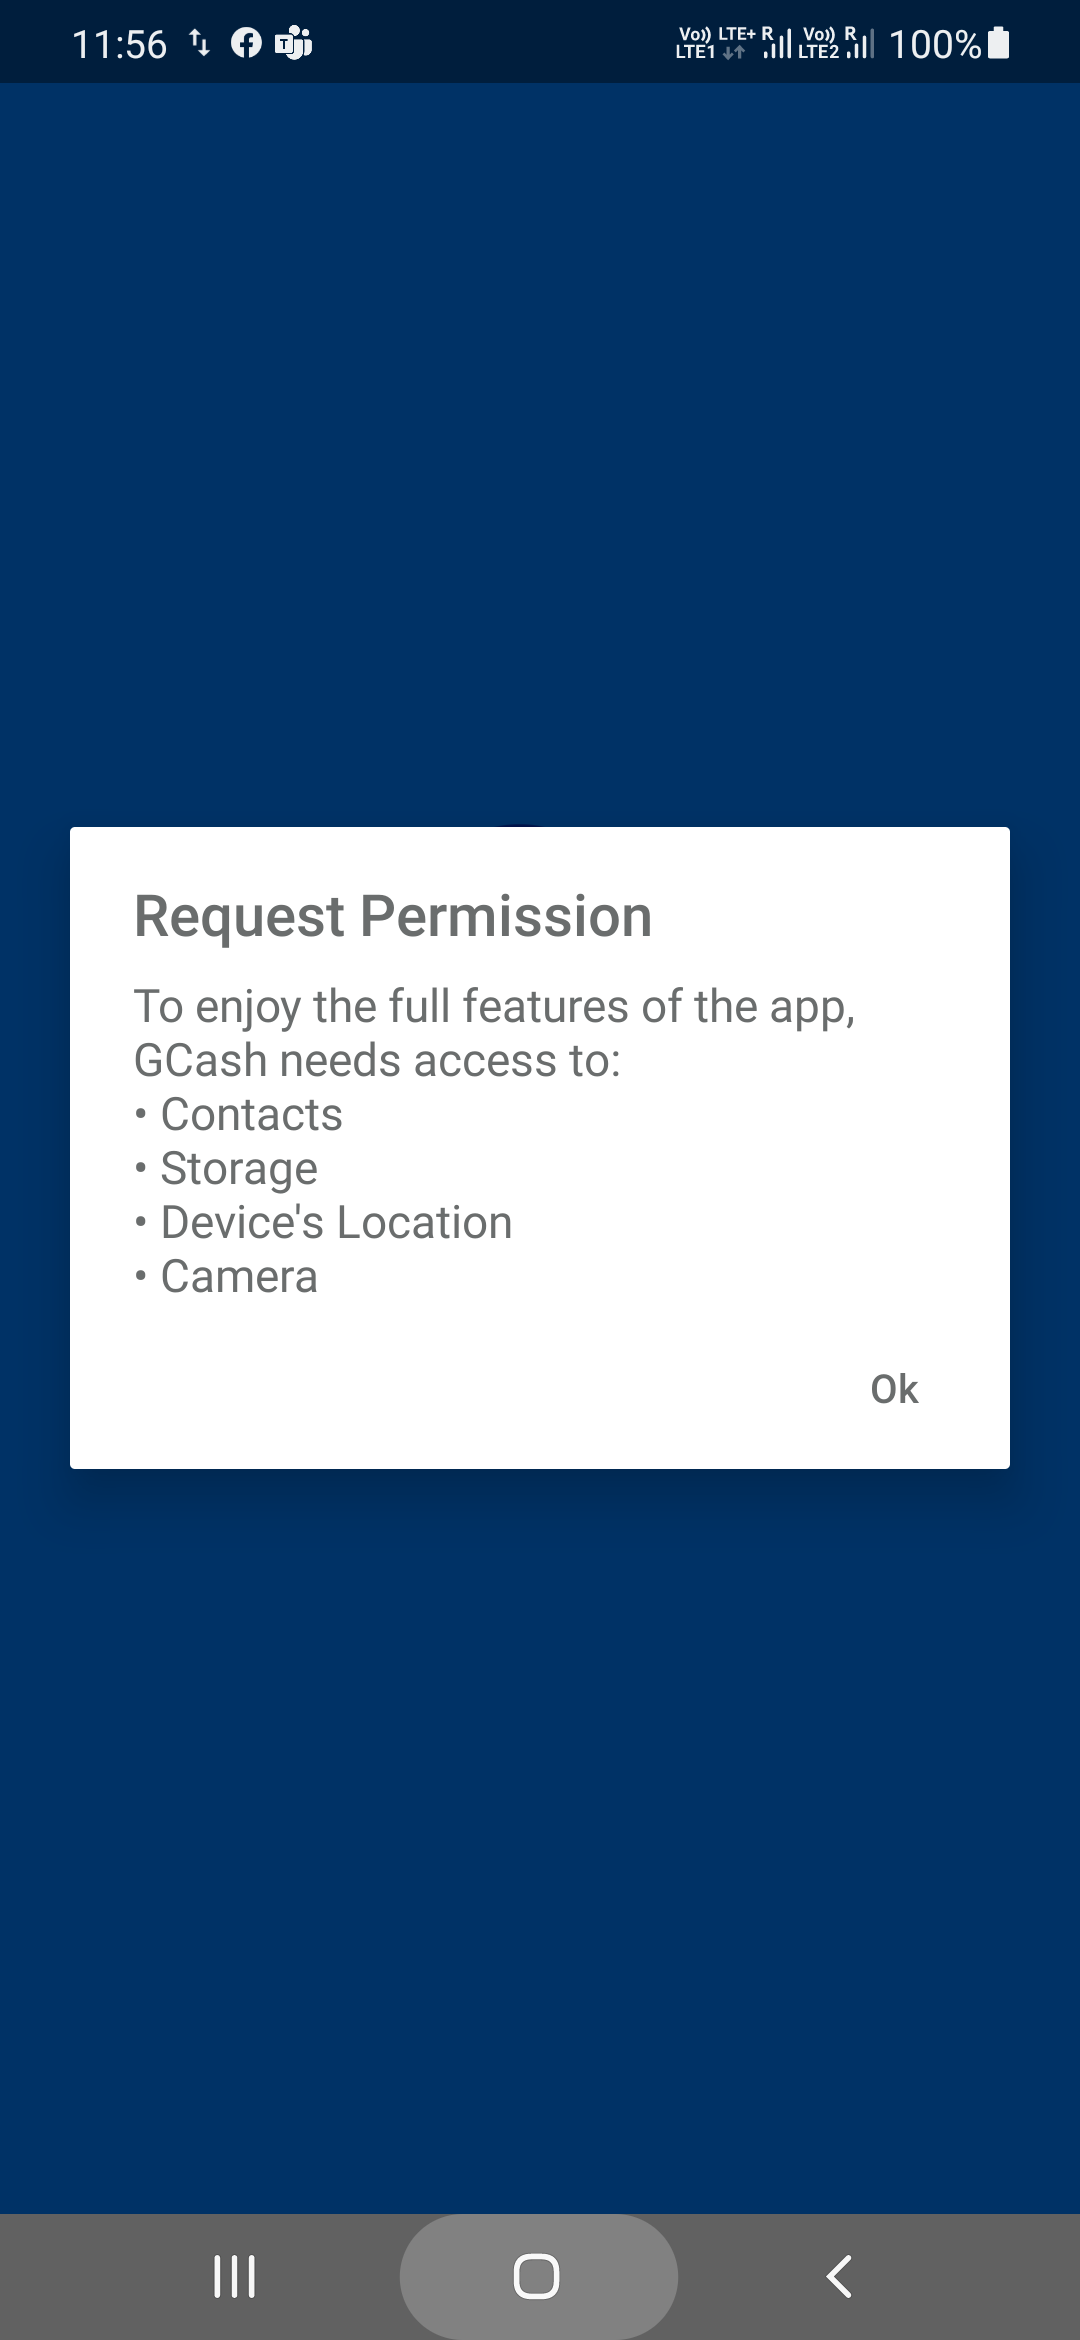 11:56
Vo)) LTE+ R Vo)) R 100%
LTE1 LTE2
Request Permission
To enjoy the full features of the app,
GCash needs access to:
• Contacts
• Storage
• Device's Location
• Camera
Ok